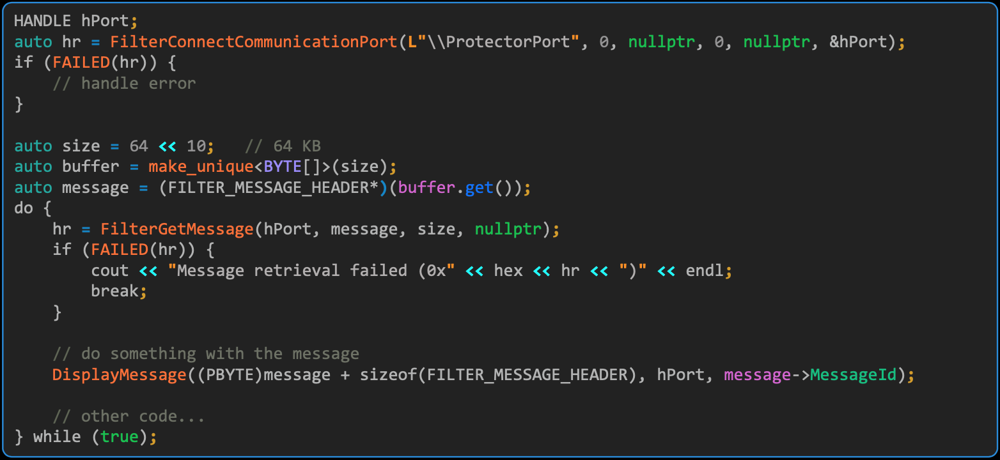 HANDLE hPort;
auto hr = FilterConnectCommunicationPort(L"\\ProtectorPort", 0, nullptr, 0, nullptr, &hPort);
if (FAILED(hr)) {
    // handle error
}

auto size = 64 << 10;   // 64 KB
auto buffer = make_unique<BYTE[]>(size);
auto message = (FILTER_MESSAGE_HEADER*)(buffer.get());
do {
    hr = FilterGetMessage(hPort, message, size, nullptr);
    if (FAILED(hr)) {
        cout << "Message retrieval failed (0x" << hex << hr << ")" << endl;
        break;
    }

    // do something with the message
    DisplayMessage((PBYTE)message + sizeof(FILTER_MESSAGE_HEADER), hPort, message->MessageId);

    // other code...
} while (true);